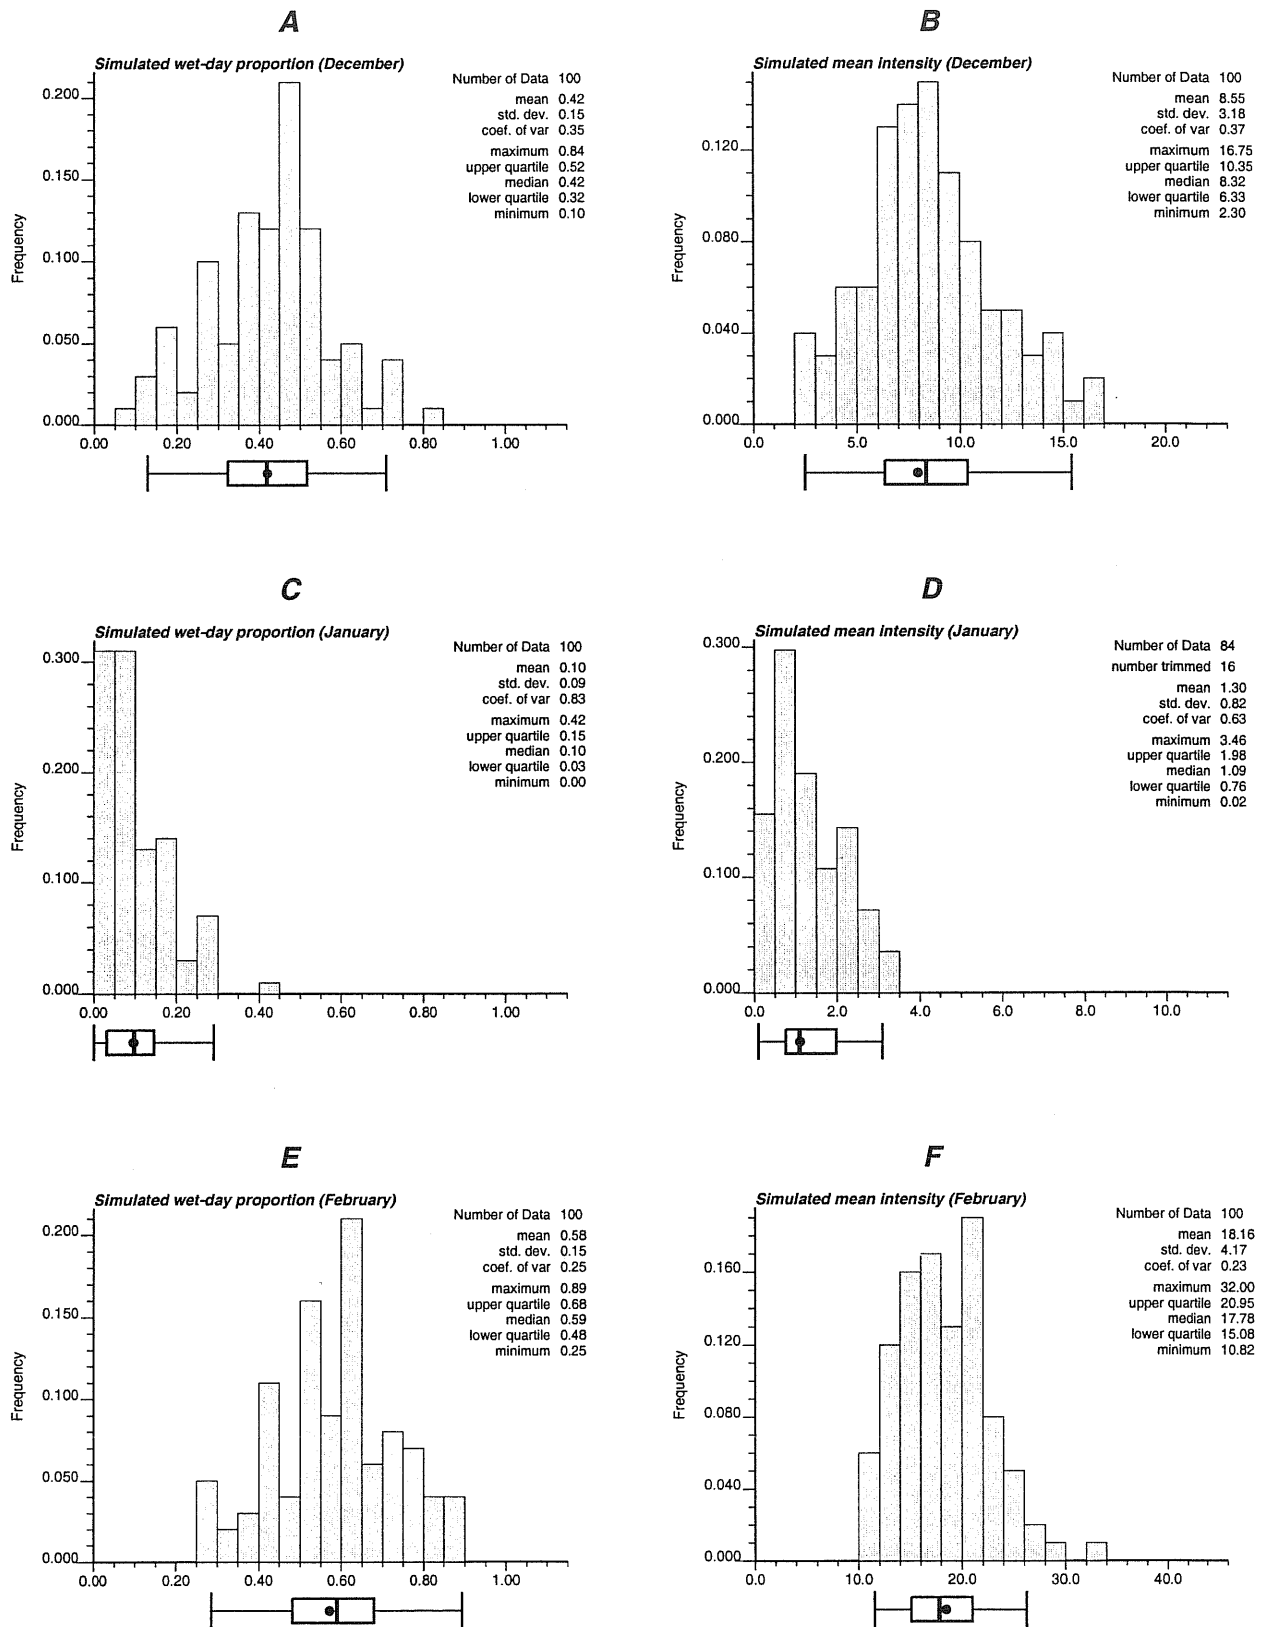 A
Simulated wet-day proportion (December)
Number of Data 100
mean 0.42
std. dev. 0.15
coef. of var 0.35
maximum 0.84
upper quartile 0.52
median 0.42
lower quartile 0.32
minimum 0.10
Frequency
0.200
0.150
0.100
0.050
0.000
0.00 0.20 0.40 0.60 0.80 1.00
B
Simulated mean intensity (December)
Number of Data 100
mean 8.55
std. dev. 3.18
coef. of var 0.37
maximum 16.75
upper quartile 10.35
median 8.32
lower quartile 6.33
minimum 2.30
Frequency
0.120
0.080
0.040
0.000
0.0 5.0 10.0 15.0 20.0
C
Simulated wet-day proportion (January)
Number of Data 100
mean 0.10
std. dev. 0.09
coef. of var 0.83
maximum 0.42
upper quartile 0.15
median 0.10
lower quartile 0.03
minimum 0.00
Frequency
0.300
0.200
0.100
0.000
0.00 0.20 0.40 0.60 0.80 1.00
D
Simulated mean intensity (January)
Number of Data 84
number trimmed 16
mean 1.30
std. dev. 0.82
coef. of var 0.63
maximum 3.46
upper quartile 1.98
median 1.09
lower quartile 0.76
minimum 0.02
Frequency
0.300
0.200
0.100
0.000
0.0 2.0 4.0 6.0 8.0 10.0
E
Simulated wet-day proportion (February)
Number of Data 100
mean 0.58
std. dev. 0.15
coef. of var 0.25
maximum 0.89
upper quartile 0.68
median 0.59
lower quartile 0.48
minimum 0.25
Frequency
0.200
0.150
0.100
0.050
0.000
0.00 0.20 0.40 0.60 0.80 1.00
F
Simulated mean intensity (February)
Number of Data 100
mean 18.16
std. dev. 4.17
coef. of var 0.23
maximum 32.00
upper quartile 20.95
median 17.78
lower quartile 15.08
minimum 10.82
Frequency
0.160
0.120
0.080
0.040
0.000
0.0 10.0 20.0 30.0 40.0